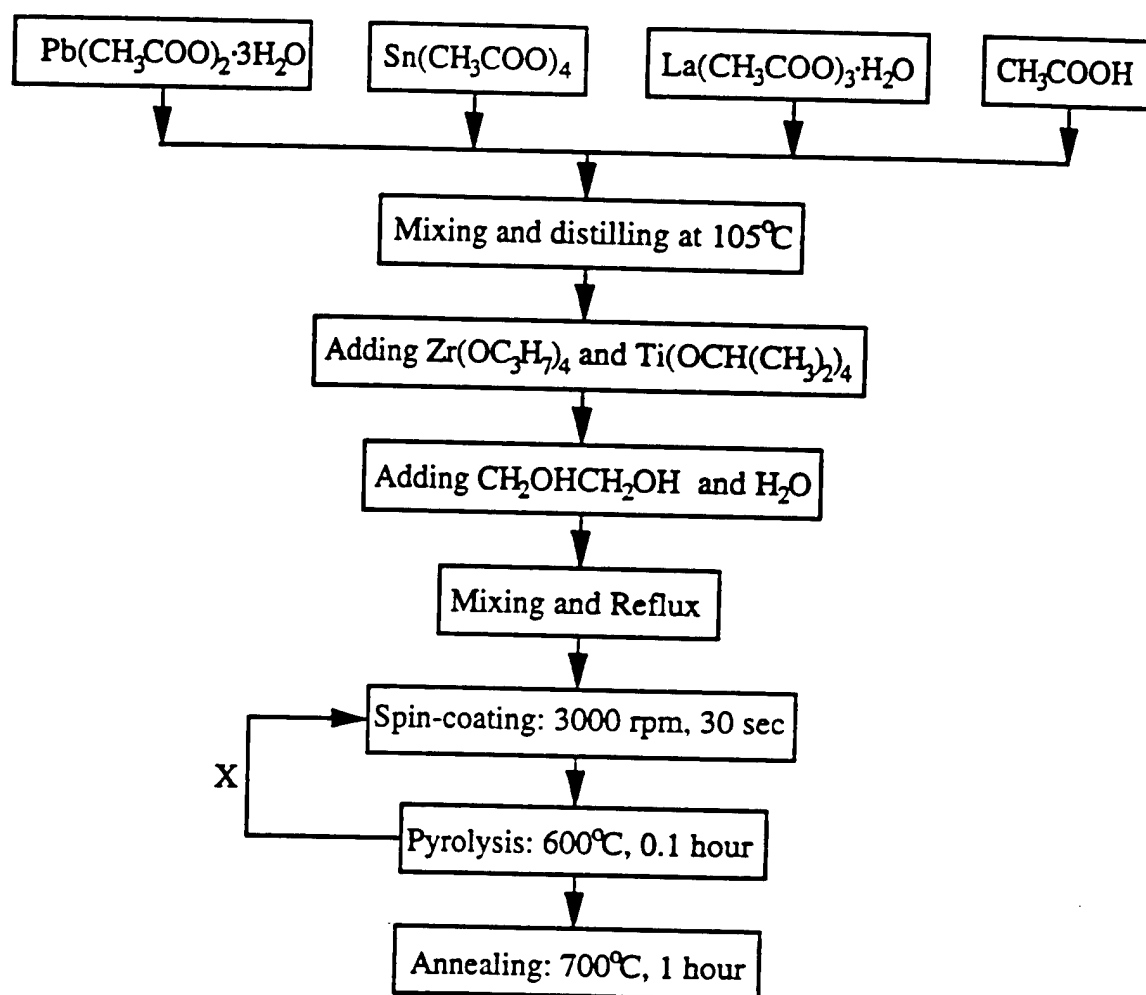 Pb(CH₃COO)₂·3H₂O
Sn(CH₃COO)₄
La(CH₃COO)₃·H₂O
CH₃COOH
Mixing and distilling at 105°C
Adding Zr(OC₃H₇)₄ and Ti(OCH(CH₃)₂)₄
Adding CH₂OHCH₂OH and H₂O
Mixing and Reflux
Spin-coating: 3000 rpm, 30 sec
X
Pyrolysis: 600°C, 0.1 hour
Annealing: 700°C, 1 hour